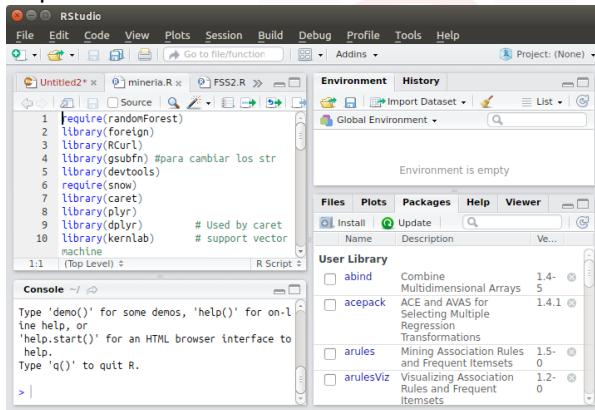 RStudio
File Edit Code View Plots Session Build Debug Profile Tools Help
Go to file/function Addins Project: (None)
Untitled2* mineria.R FSS2.R
Source
1 require(randomForest)
2 library(foreign)
3 library(RCurl)
4 library(gsubfn) #para cambiar los str
5 library(devtools)
6 require(snow)
7 library(caret)
8 library(plyr)
9 library(dplyr) # Used by caret
10 library(kernlab) # support vector
machine
1:1 (Top Level) R Script
Console ~/
Type 'demo()' for some demos, 'help()' for on-l
ine help, or
'help.start()' for an HTML browser interface to
help.
Type 'q()' to quit R.
>
Environment History
Import Dataset List
Global Environment
Environment is empty
Files Plots Packages Help Viewer
Install Update
Name Description Ve...
User Library
abind Combine 1.4-
Multidimensional Arrays 5
acepack ACE and AVAS for 1.4.1
Selecting Multiple
Regression
Transformations
arules Mining Association Rules 1.5-
and Frequent Itemsets 0
arulesViz Visualizing Association 1.2-
Rules and Frequent 0
Itemsets